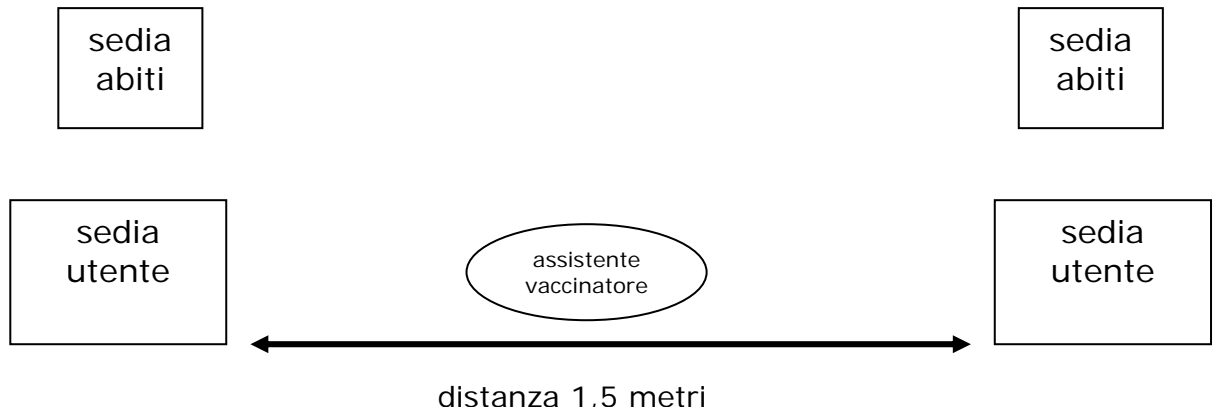 sedia
abiti
sedia
abiti
sedia
utente
assistente
vaccinatore
sedia
utente
distanza 1,5 metri